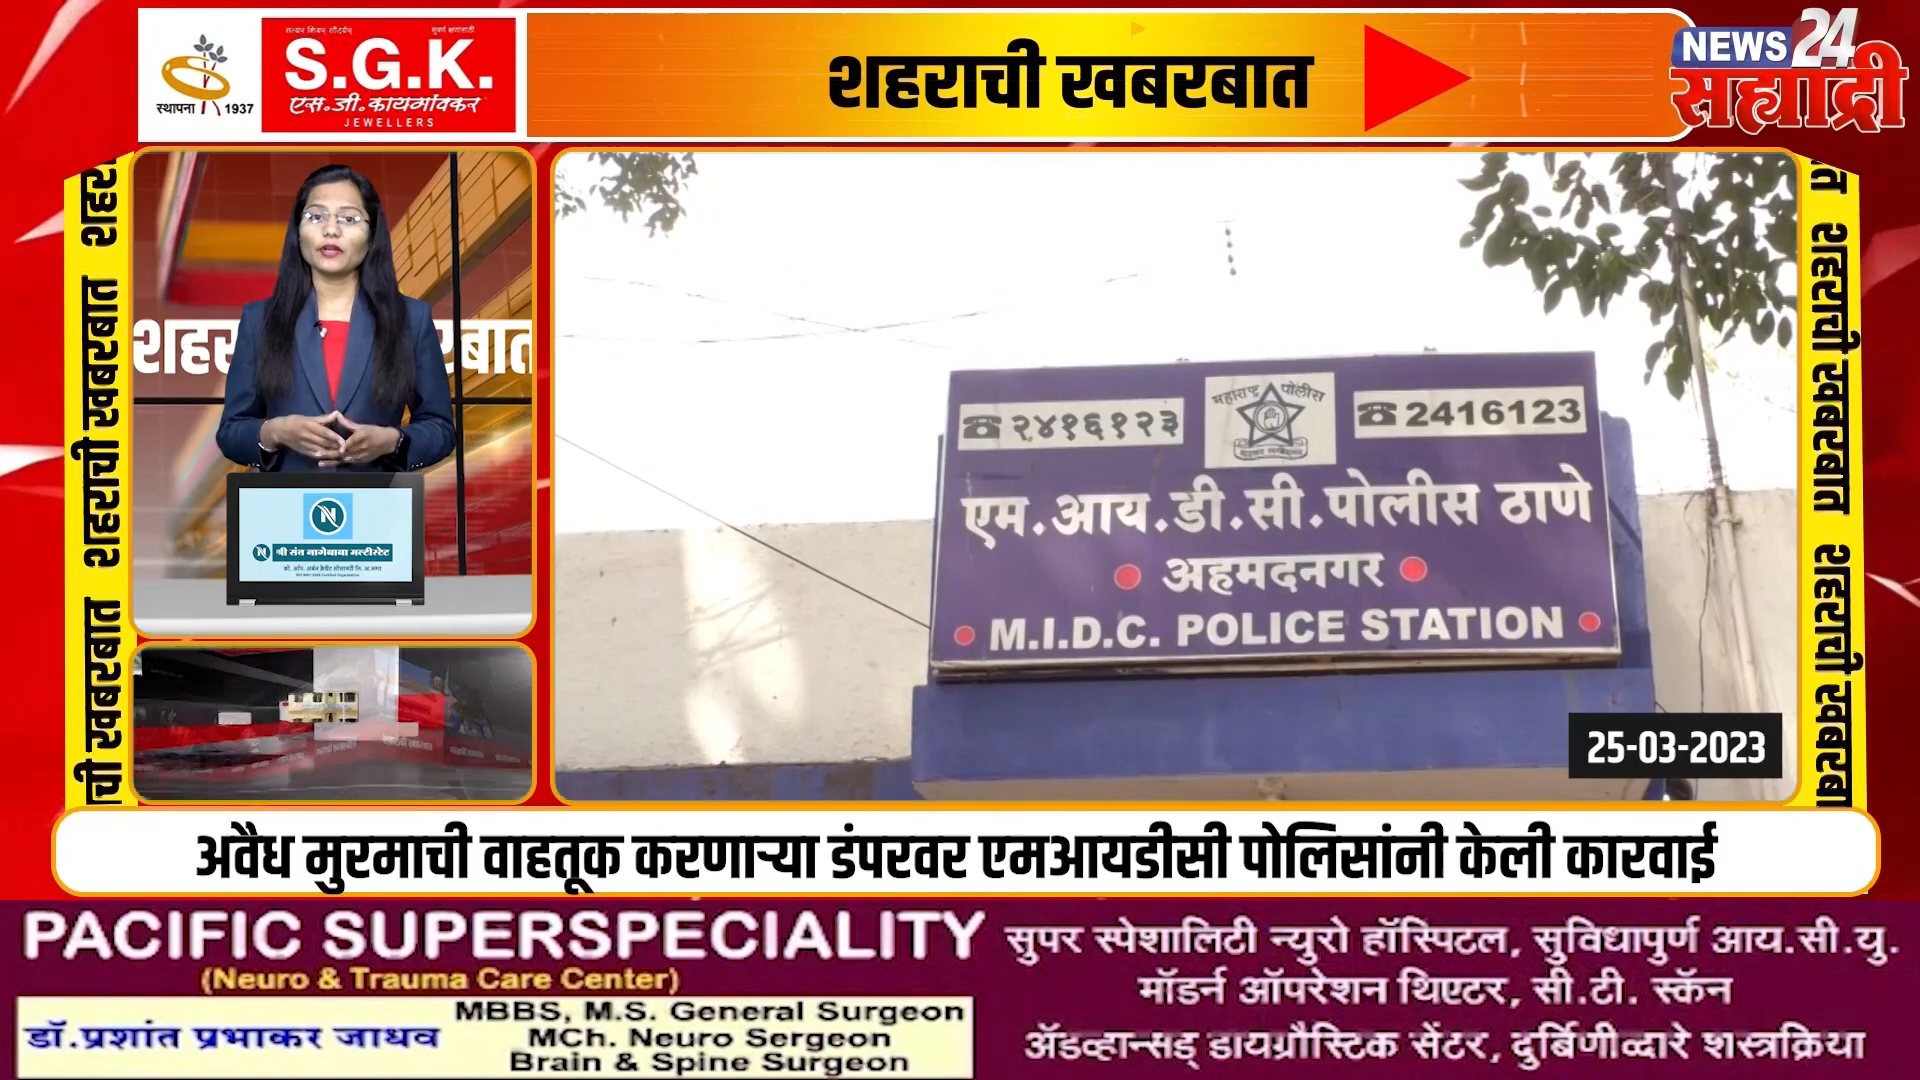 S.G.K.
एस.जी.कायगांवकर
JEWELLERS
स्थापना 1937
शहराची खबरबात
NEWS 24
सह्याद्री
शहराची खबरबात
शहराची खबरबात
महाराष्ट्र पोलीस
☎२४१६१२३
☎2416123
एम.आय.डी.सी.पोलीस ठाणे
अहमदनगर
M.I.D.C. POLICE STATION
श्री संत नागेबाबा मल्टीस्टेट
25-03-2023
अवैध मुरमाची वाहतूक करणाऱ्या डंपरवर एमआयडीसी पोलिसांनी केली कारवाई
PACIFIC SUPERSPECIALITY
(Neuro & Trauma Care Center)
डॉ.प्रशांत प्रभाकर जाधव
MBBS, M.S. General Surgeon
MCh. Neuro Sergeon
Brain & Spine Surgeon
सुपर स्पेशालिटी न्युरो हॉस्पिटल, सुविधापुर्ण आय.सी.यु.
मॉडर्न ऑपरेशन थिएटर, सी.टी. स्कॅन
ॲडव्हान्सड् डायग्नौस्टिक सेंटर, दुर्बिणीव्दारे शस्त्रक्रिया